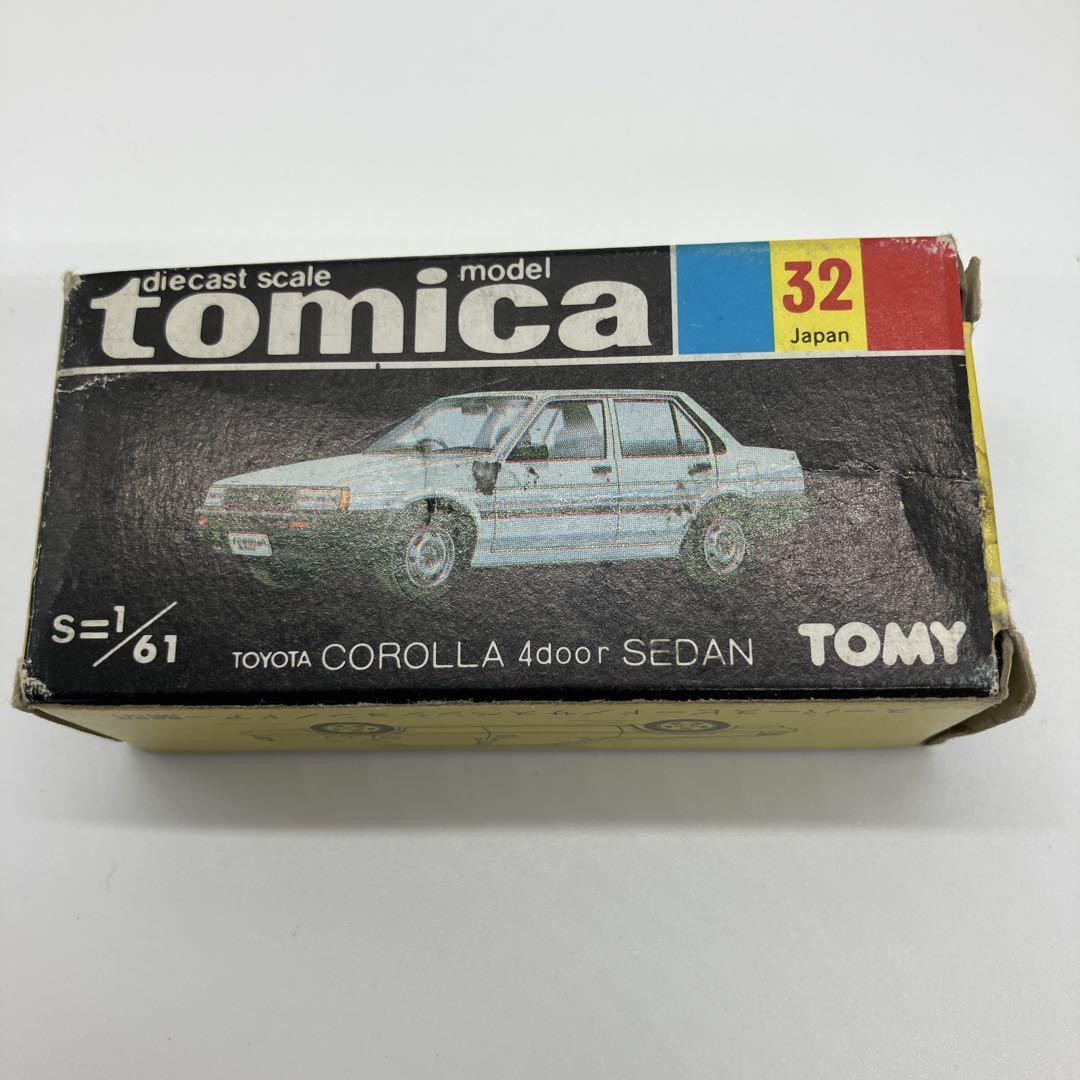 diecast scale model
tomica
32
Japan
S=1/61
TOYOTA COROLLA 4door SEDAN
TOMY